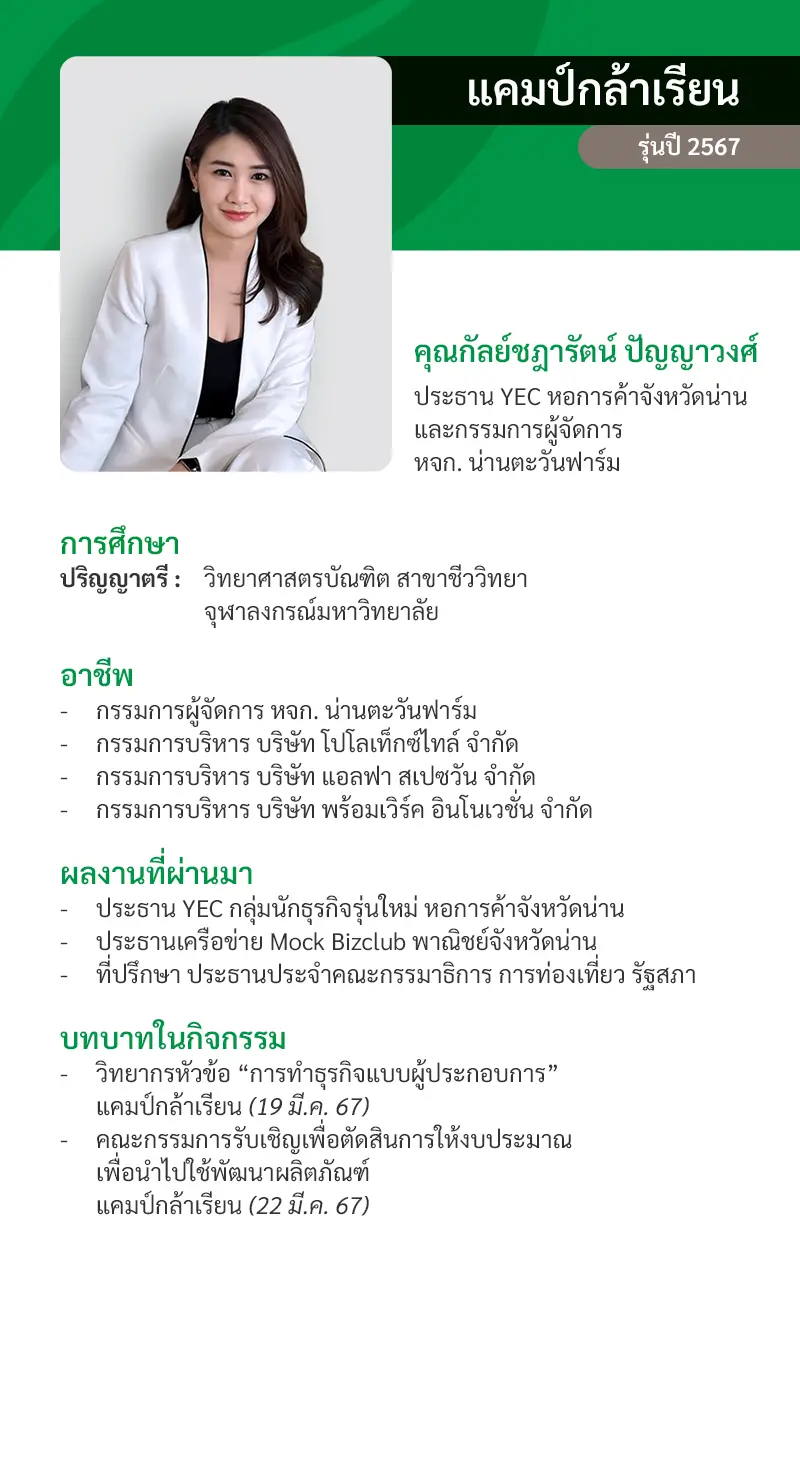 แคมป์กล้าเรียน
รุ่นปี 2567
คุณกัลย์ชฎารัตน์ ปัญญาวงศ์
ประธาน YEC หอการค้าจังหวัดน่าน
และกรรมการผู้จัดการ
หจก. น่านตะวันฟาร์ม
การศึกษา
ปริญญาตรี : วิทยาศาสตรบัณฑิต สาขาชีววิทยา
จุฬาลงกรณ์มหาวิทยาลัย
อาชีพ
- กรรมการผู้จัดการ หจก. น่านตะวันฟาร์ม
- กรรมการบริหาร บริษัท โปโลเท็กซ์ไทล์ จำกัด
- กรรมการบริหาร บริษัท แอลฟา สเปซวัน จำกัด
- กรรมการบริหาร บริษัท พร้อมเวิร์ค อินโนเวชั่น จำกัด
ผลงานที่ผ่านมา
- ประธาน YEC กลุ่มนักธุรกิจรุ่นใหม่ หอการค้าจังหวัดน่าน
- ประธานเครือข่าย Mock Bizclub พาณิชย์จังหวัดน่าน
- ที่ปรึกษา ประธานประจำคณะกรรมาธิการ การท่องเที่ยว รัฐสภา
บทบาทในกิจกรรม
- วิทยากรหัวข้อ “การทำธุรกิจแบบผู้ประกอบการ”
แคมป์กล้าเรียน (19 มี.ค. 67)
- คณะกรรมการรับเชิญเพื่อตัดสินการให้งบประมาณ
เพื่อนำไปใช้พัฒนาผลิตภัณฑ์
แคมป์กล้าเรียน (22 มี.ค. 67)